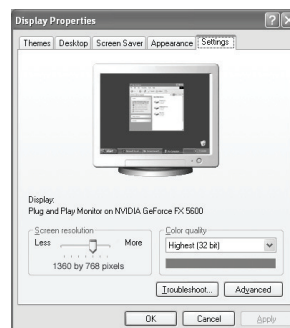 Display Properties
Themes Desktop Screen Saver Appearance Settings
Display:
Plug and Play Monitor on NVIDIA GeForce FX 5600
Screen resolution
Less More
1360 by 768 pixels
Color quality
Highest (32 bit)
Troubleshoot... Advanced
OK Cancel Apply